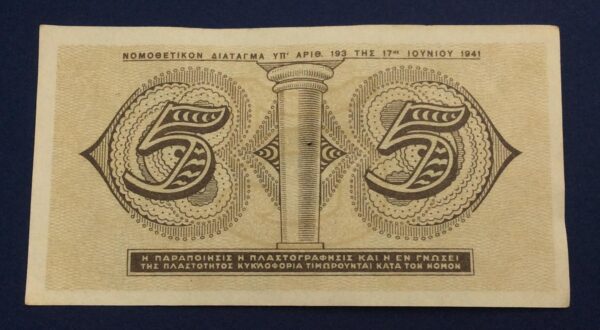 ΝΟΜΟΘΕΤΙΚΟΝ ΔΙΑΤΑΓΜΑ ΥΠ' ΑΡΙΘ. 193 ΤΗΣ 17ης ΙΟΥΝΙΟΥ 1941
5 5
Η ΠΑΡΑΠΟΙΗΣΙΣ Η ΠΛΑΣΤΟΓΡΑΦΗΣΙΣ ΚΑΙ Η ΕΝ ΓΝΩΣΕΙ
ΤΗΣ ΠΛΑΣΤΟΤΗΤΟΣ ΚΥΚΛΟΦΟΡΙΑ ΤΙΜΩΡΟΥΝΤΑΙ ΚΑΤΑ ΤΟΝ ΝΟΜΟΝ